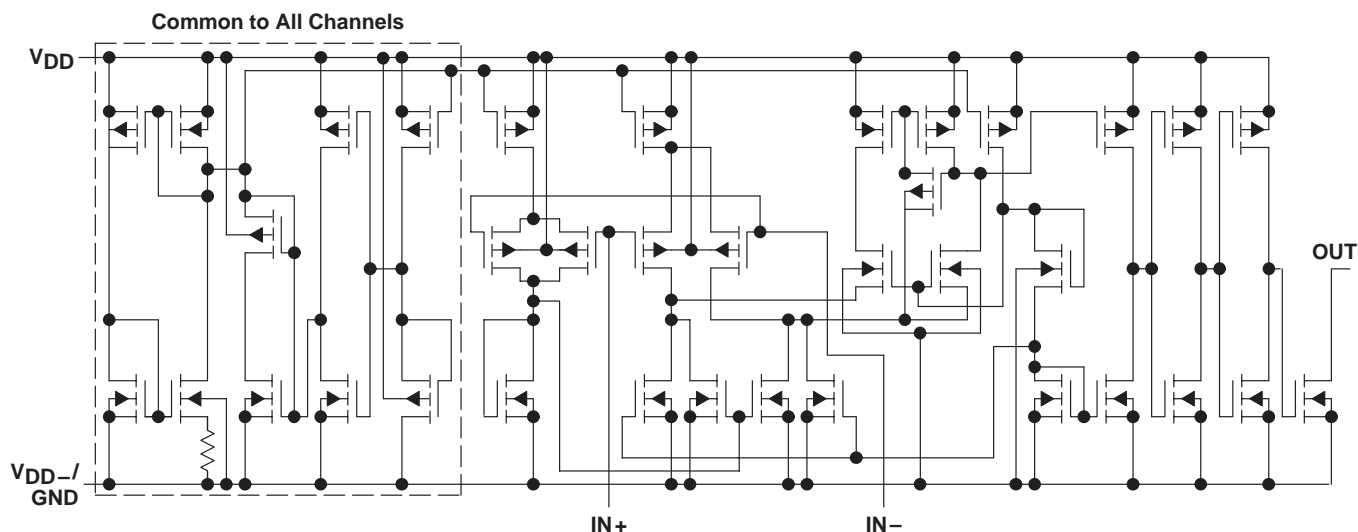 Common to All Channels
VDD
OUT
VDD–/
GND
IN+
IN–